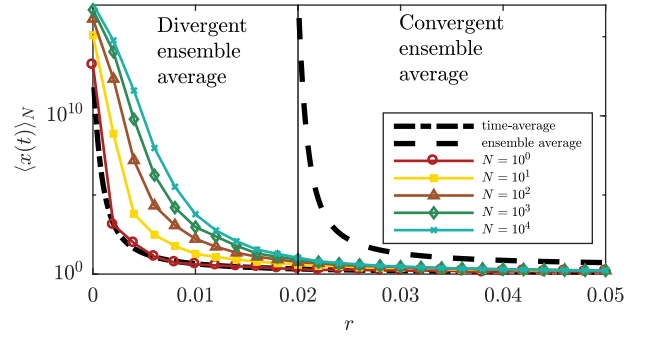 Divergent
ensemble
average
Convergent
ensemble
average
10^10
10^0
⟨x(t)⟩_N
time-average
ensemble average
N = 10^0
N = 10^1
N = 10^2
N = 10^3
N = 10^4
0 0.01 0.02 0.03 0.04 0.05
r